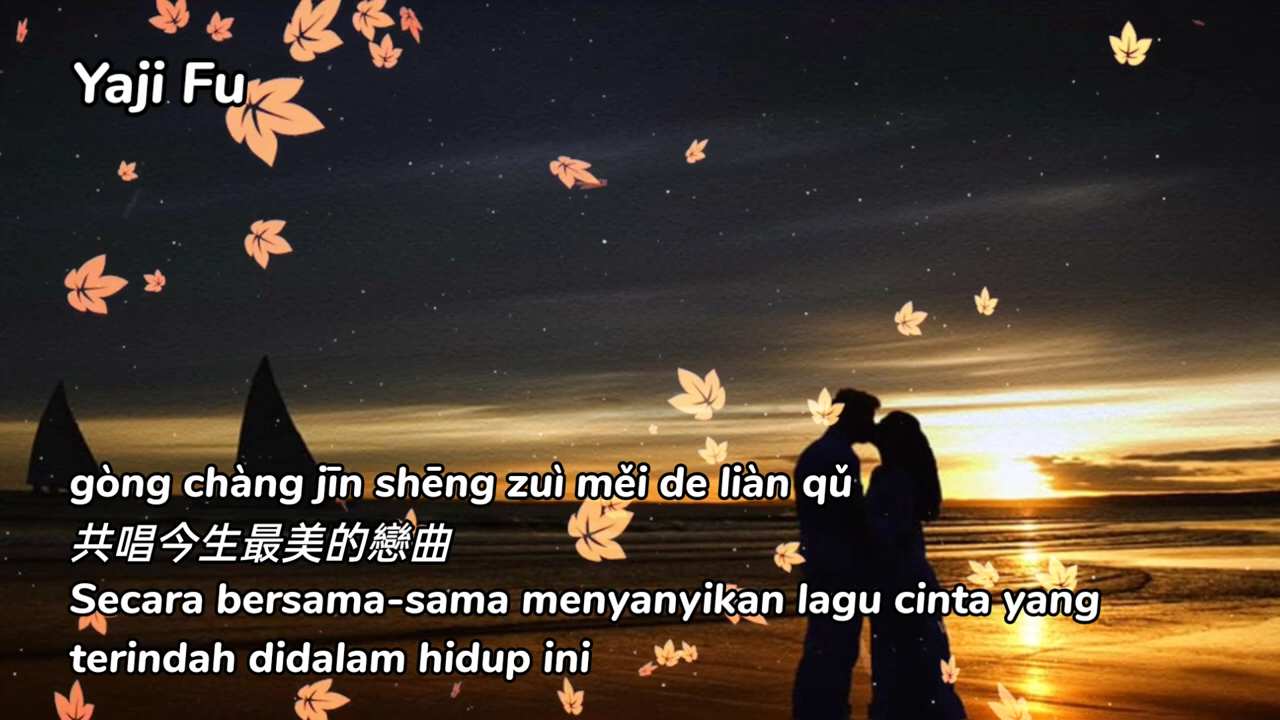 Yaji Fu
gòng chàng jīn shēng zuì měi de liàn qǔ
共唱今生最美的戀曲
Secara bersama-sama menyanyikan lagu cinta yang
terindah didalam hidup ini